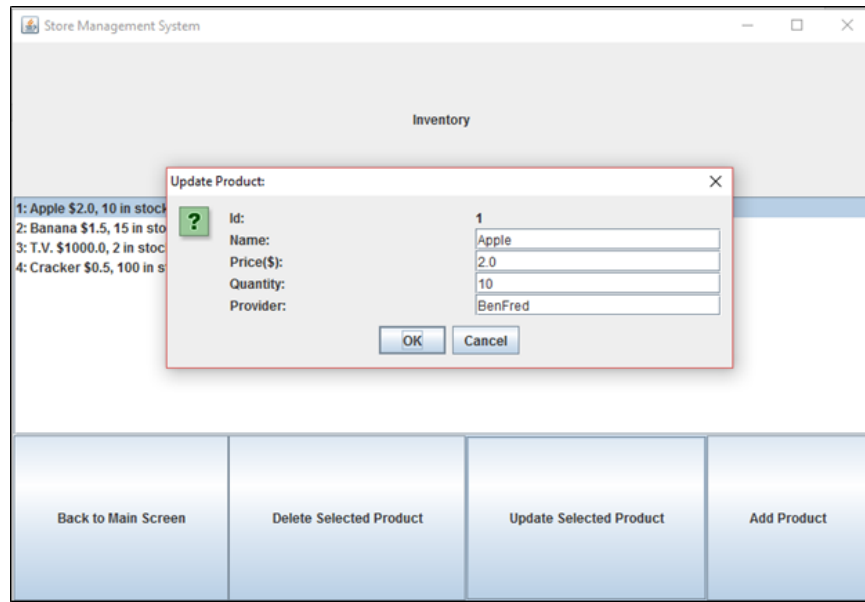 Store Management System
Inventory
Update Product:
1: Apple $2.0, 10 in stock
2: Banana $1.5, 15 in sto
3: T.V. $1000.0, 2 in stoc
4: Cracker $0.5, 100 in s
?
Id: 1
Name: Apple
Price($): 2.0
Quantity: 10
Provider: BenFred
OK Cancel
Back to Main Screen Delete Selected Product Update Selected Product Add Product